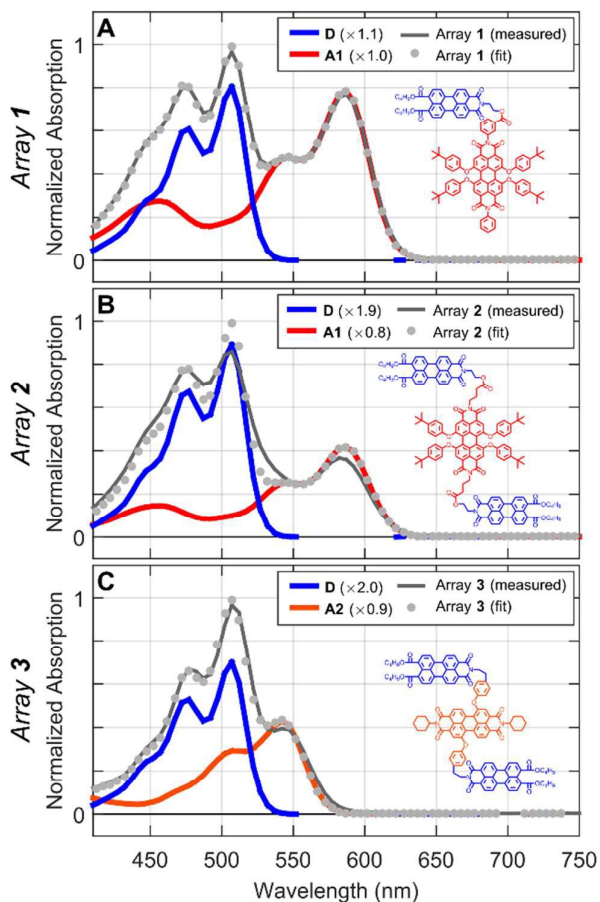 A
D (×1.1)
Array 1 (measured)
A1 (×1.0)
Array 1 (fit)
Array 1
Normalized Absorption
1
0
B
D (×1.9)
Array 2 (measured)
A1 (×0.8)
Array 2 (fit)
Array 2
Normalized Absorption
1
0
C
D (×2.0)
Array 3 (measured)
A2 (×0.9)
Array 3 (fit)
Array 3
Normalized Absorption
1
0
450 500 550 600 650 700 750
Wavelength (nm)